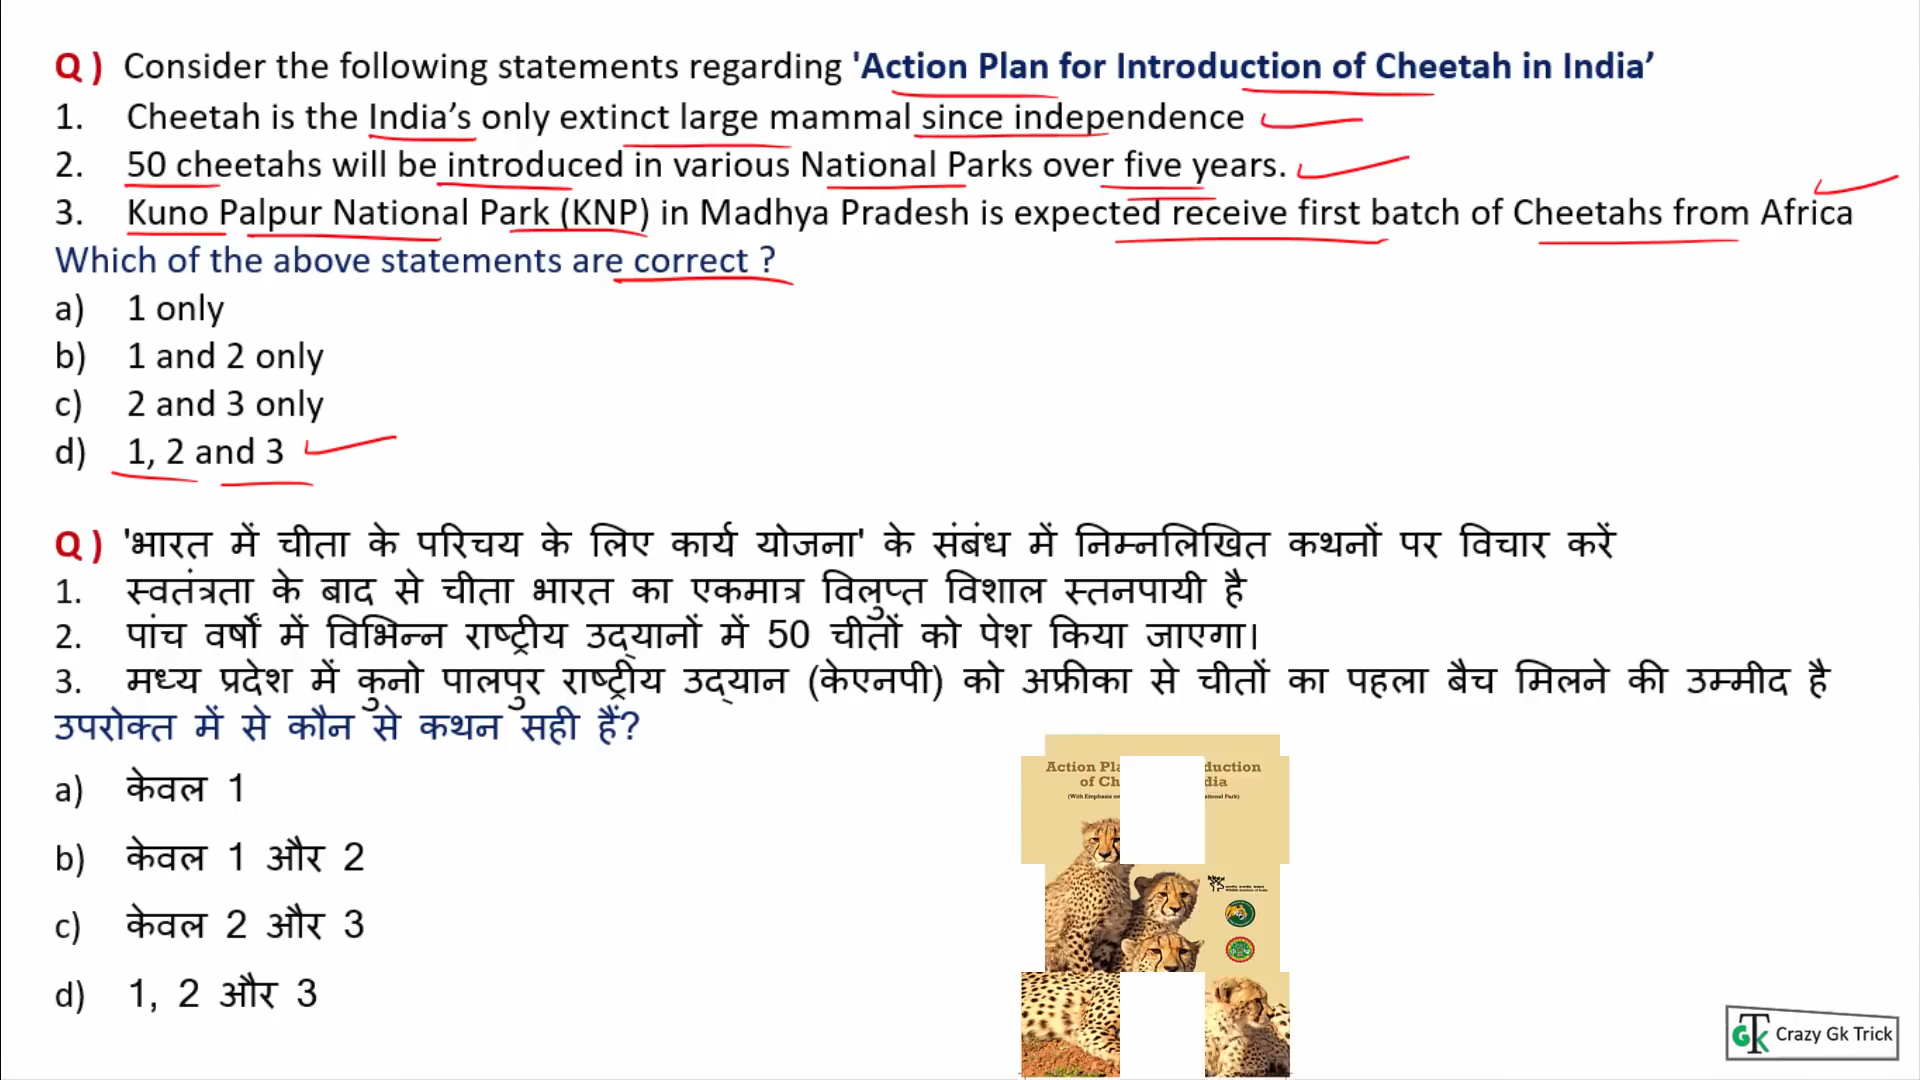 Q ) Consider the following statements regarding 'Action Plan for Introduction of Cheetah in India’
1. Cheetah is the India’s only extinct large mammal since independence
2. 50 cheetahs will be introduced in various National Parks over five years.
3. Kuno Palpur National Park (KNP) in Madhya Pradesh is expected receive first batch of Cheetahs from Africa
Which of the above statements are correct ?
a) 1 only
b) 1 and 2 only
c) 2 and 3 only
d) 1, 2 and 3
Q ) 'भारत में चीता के परिचय के लिए कार्य योजना' के संबंध में निम्नलिखित कथनों पर विचार करें
1. स्वतंत्रता के बाद से चीता भारत का एकमात्र विलुप्त विशाल स्तनपायी है
2. पांच वर्षों में विभिन्न राष्ट्रीय उद्यानों में 50 चीतों को पेश किया जाएगा।
3. मध्य प्रदेश में कुनो पालपुर राष्ट्रीय उद्यान (केएनपी) को अफ्रीका से चीतों का पहला बैच मिलने की उम्मीद है
उपरोक्त में से कौन से कथन सही हैं?
a) केवल 1
b) केवल 1 और 2
c) केवल 2 और 3
d) 1, 2 और 3
Action
of
(With Emphasis
Park)
Crazy Gk Trick